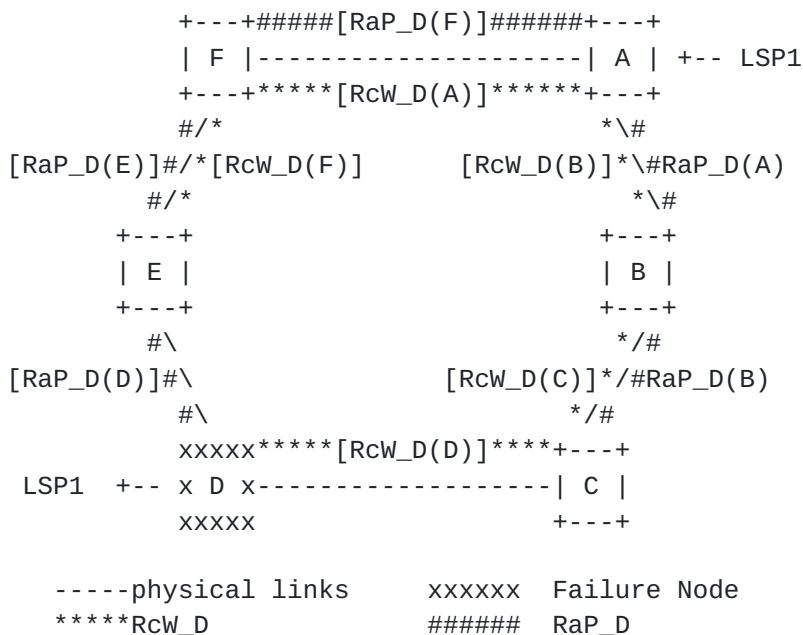 +---+#####[RaP_D(F)]######+---+
| F |---------------------| A | +-- LSP1
+---+*****[RcW_D(A)]******+---+
#/* *\#
[RaP_D(E)]#/*[RcW_D(F)] [RcW_D(B)]*\#RaP_D(A)
#/* *\#
+---+ +---+
| E | | B |
+---+ +---+
#\ */#
[RaP_D(D)]#\ [RcW_D(C)]*/#RaP_D(B)
#\ */#
xxxxx*****[RcW_D(D)]****+---+
LSP1 +-- x D x-------------------| C |
xxxxx +---+
-----physical links xxxxxx Failure Node
*****RcW_D ###### RaP_D